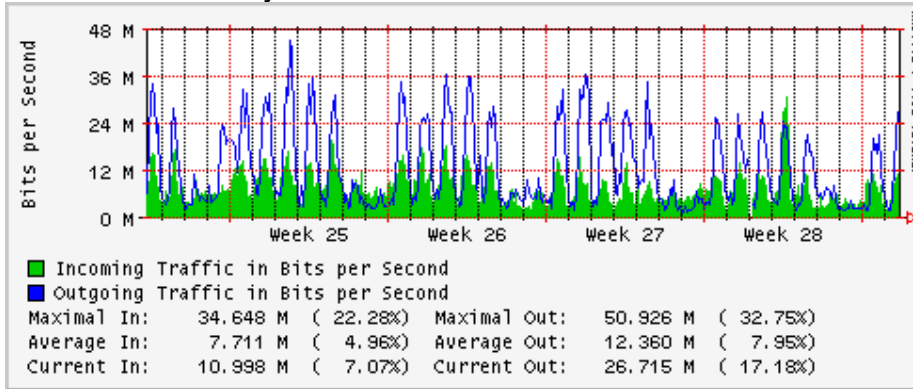 Bits per Second
48 M
36 M
24 M
12 M
0 M
Week 25 Week 26 Week 27 Week 28
Incoming Traffic in Bits per Second
Outgoing Traffic in Bits per Second
Maximal In: 34.648 M ( 22.28%) Maximal Out: 50.926 M ( 32.75%)
Average In: 7.711 M ( 4.96%) Average Out: 12.360 M ( 7.95%)
Current In: 10.998 M ( 7.07%) Current Out: 26.715 M ( 17.18%)